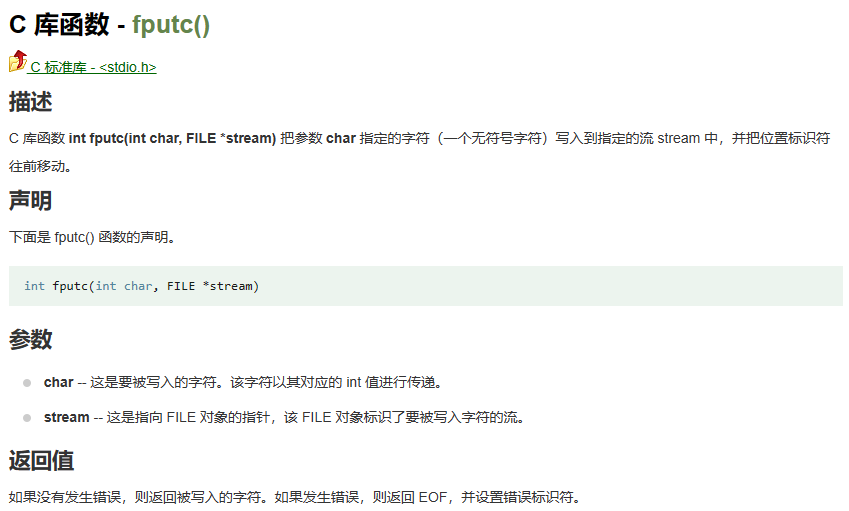 C 库函数 - fputc()
C 标准库 - <stdio.h>
描述
C 库函数 int fputc(int char, FILE *stream) 把参数 char 指定的字符（一个无符号字符）写入到指定的流 stream 中，并把位置标识符
往前移动。
声明
下面是 fputc() 函数的声明。
int fputc(int char, FILE *stream)
参数
char -- 这是要被写入的字符。该字符以其对应的 int 值进行传递。
stream -- 这是指向 FILE 对象的指针，该 FILE 对象标识了要被写入字符的流。
返回值
如果没有发生错误，则返回被写入的字符。如果发生错误，则返回 EOF，并设置错误标识符。